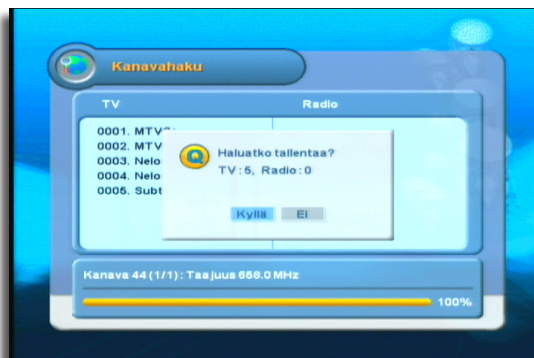 Kanavahaku
TV Radio
0001. MTV3
0002. MTV
0003. Nelo
0004. Nelo
0005. Subt
Q
Haluatko tallentaa?
TV:5, Radio:0
Kyllä Ei
Kanava 44 (1/1): Taajuus 658.0 MHz
100%